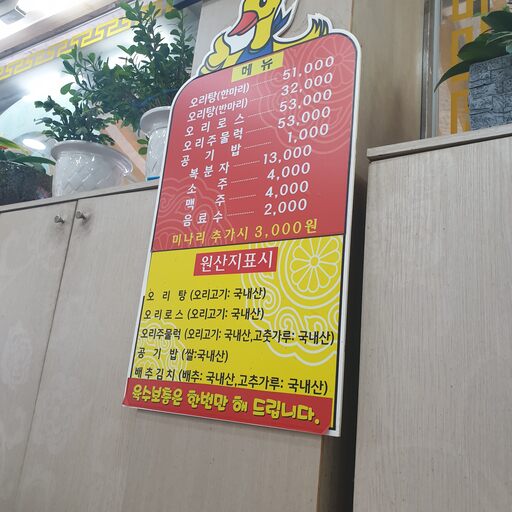 메뉴
오리탕(한마리) 51,000
오리탕(반마리) 32,000
오리로스 53,000
오리주물럭 53,000
공기밥 1,000
복분자 13,000
소주 4,000
맥주 4,000
음료수 2,000
미나리 추가시 3,000원
원산지표시
오리탕 (오리고기: 국내산)
오리로스 (오리고기: 국내산)
오리주물럭 (오리고기: 국내산,고춧가루: 국내산)
공기밥 (쌀:국내산)
배추김치 (배추: 국내산,고추가루: 국내산)
육수보충은 한번만 해 드립니다.